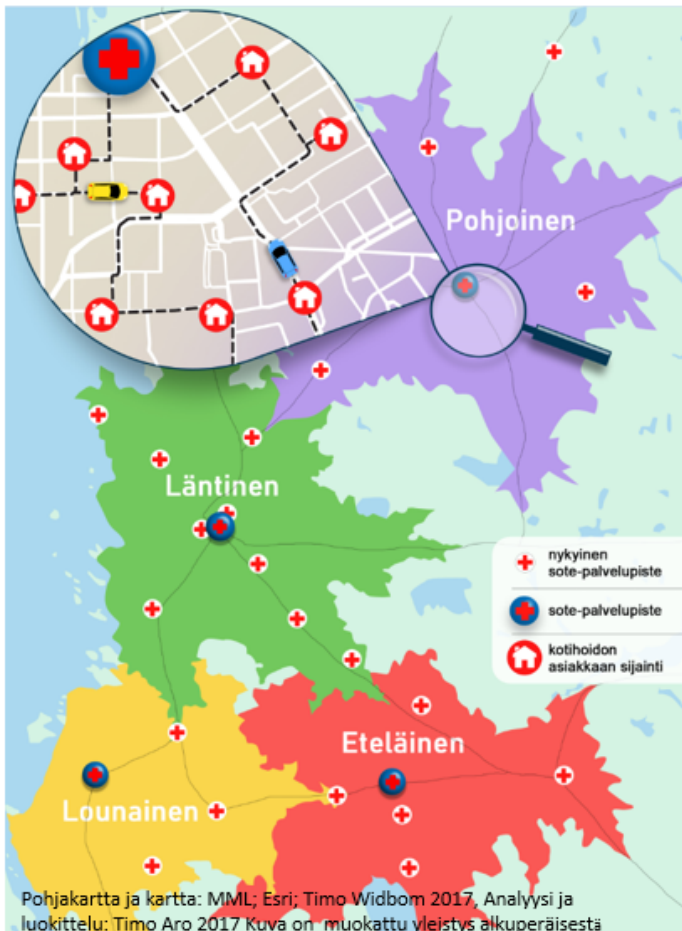 Pohjoinen
Läntinen
nykyinen
sote-palvelupiste
sote-palvelupiste
kotihoidon
asiakkaan sijainti
Eteläinen
Lounainen
Pohjakartta ja kartta: MML; Esri; Timo Widbom 2017, Analyysi ja
luokittelu: Timo Aro 2017 Kuva on muokattu yleistys alkuperäisestä